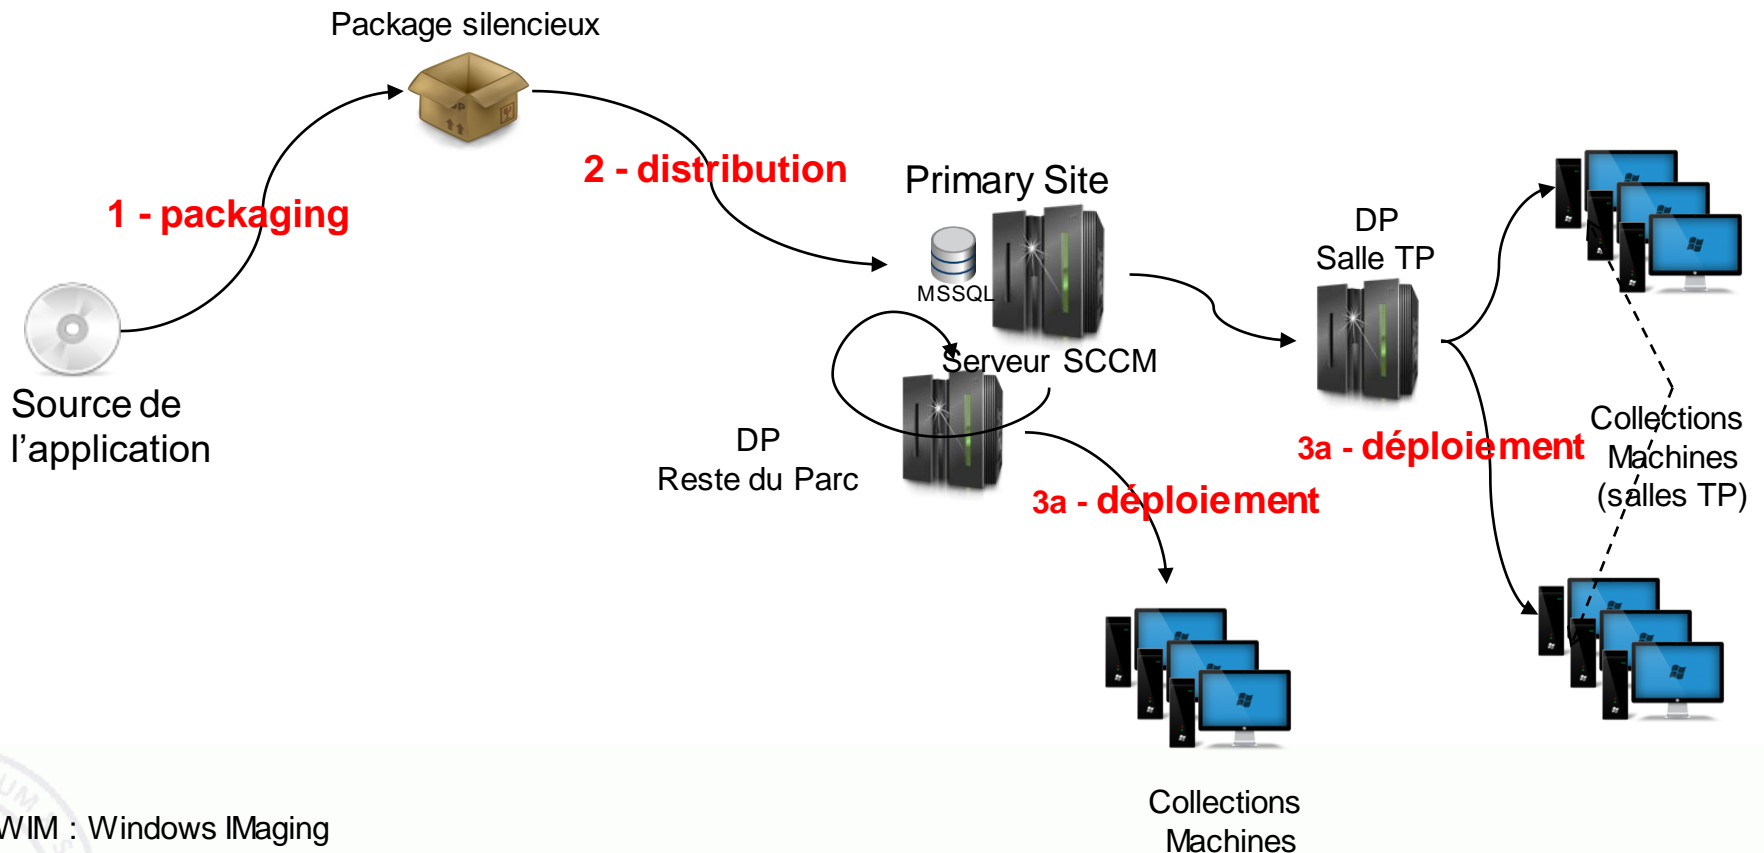 Package silencieux
2 - distribution
1 - packaging
Primary Site
DP
Salle TP
MSSQL
Serveur SCCM
Source de
l’application
DP
Reste du Parc
3a - déploiement
3a - déploiement
Collections
Machines
(salles TP)
Collections
Machines
WIM : Windows IMaging